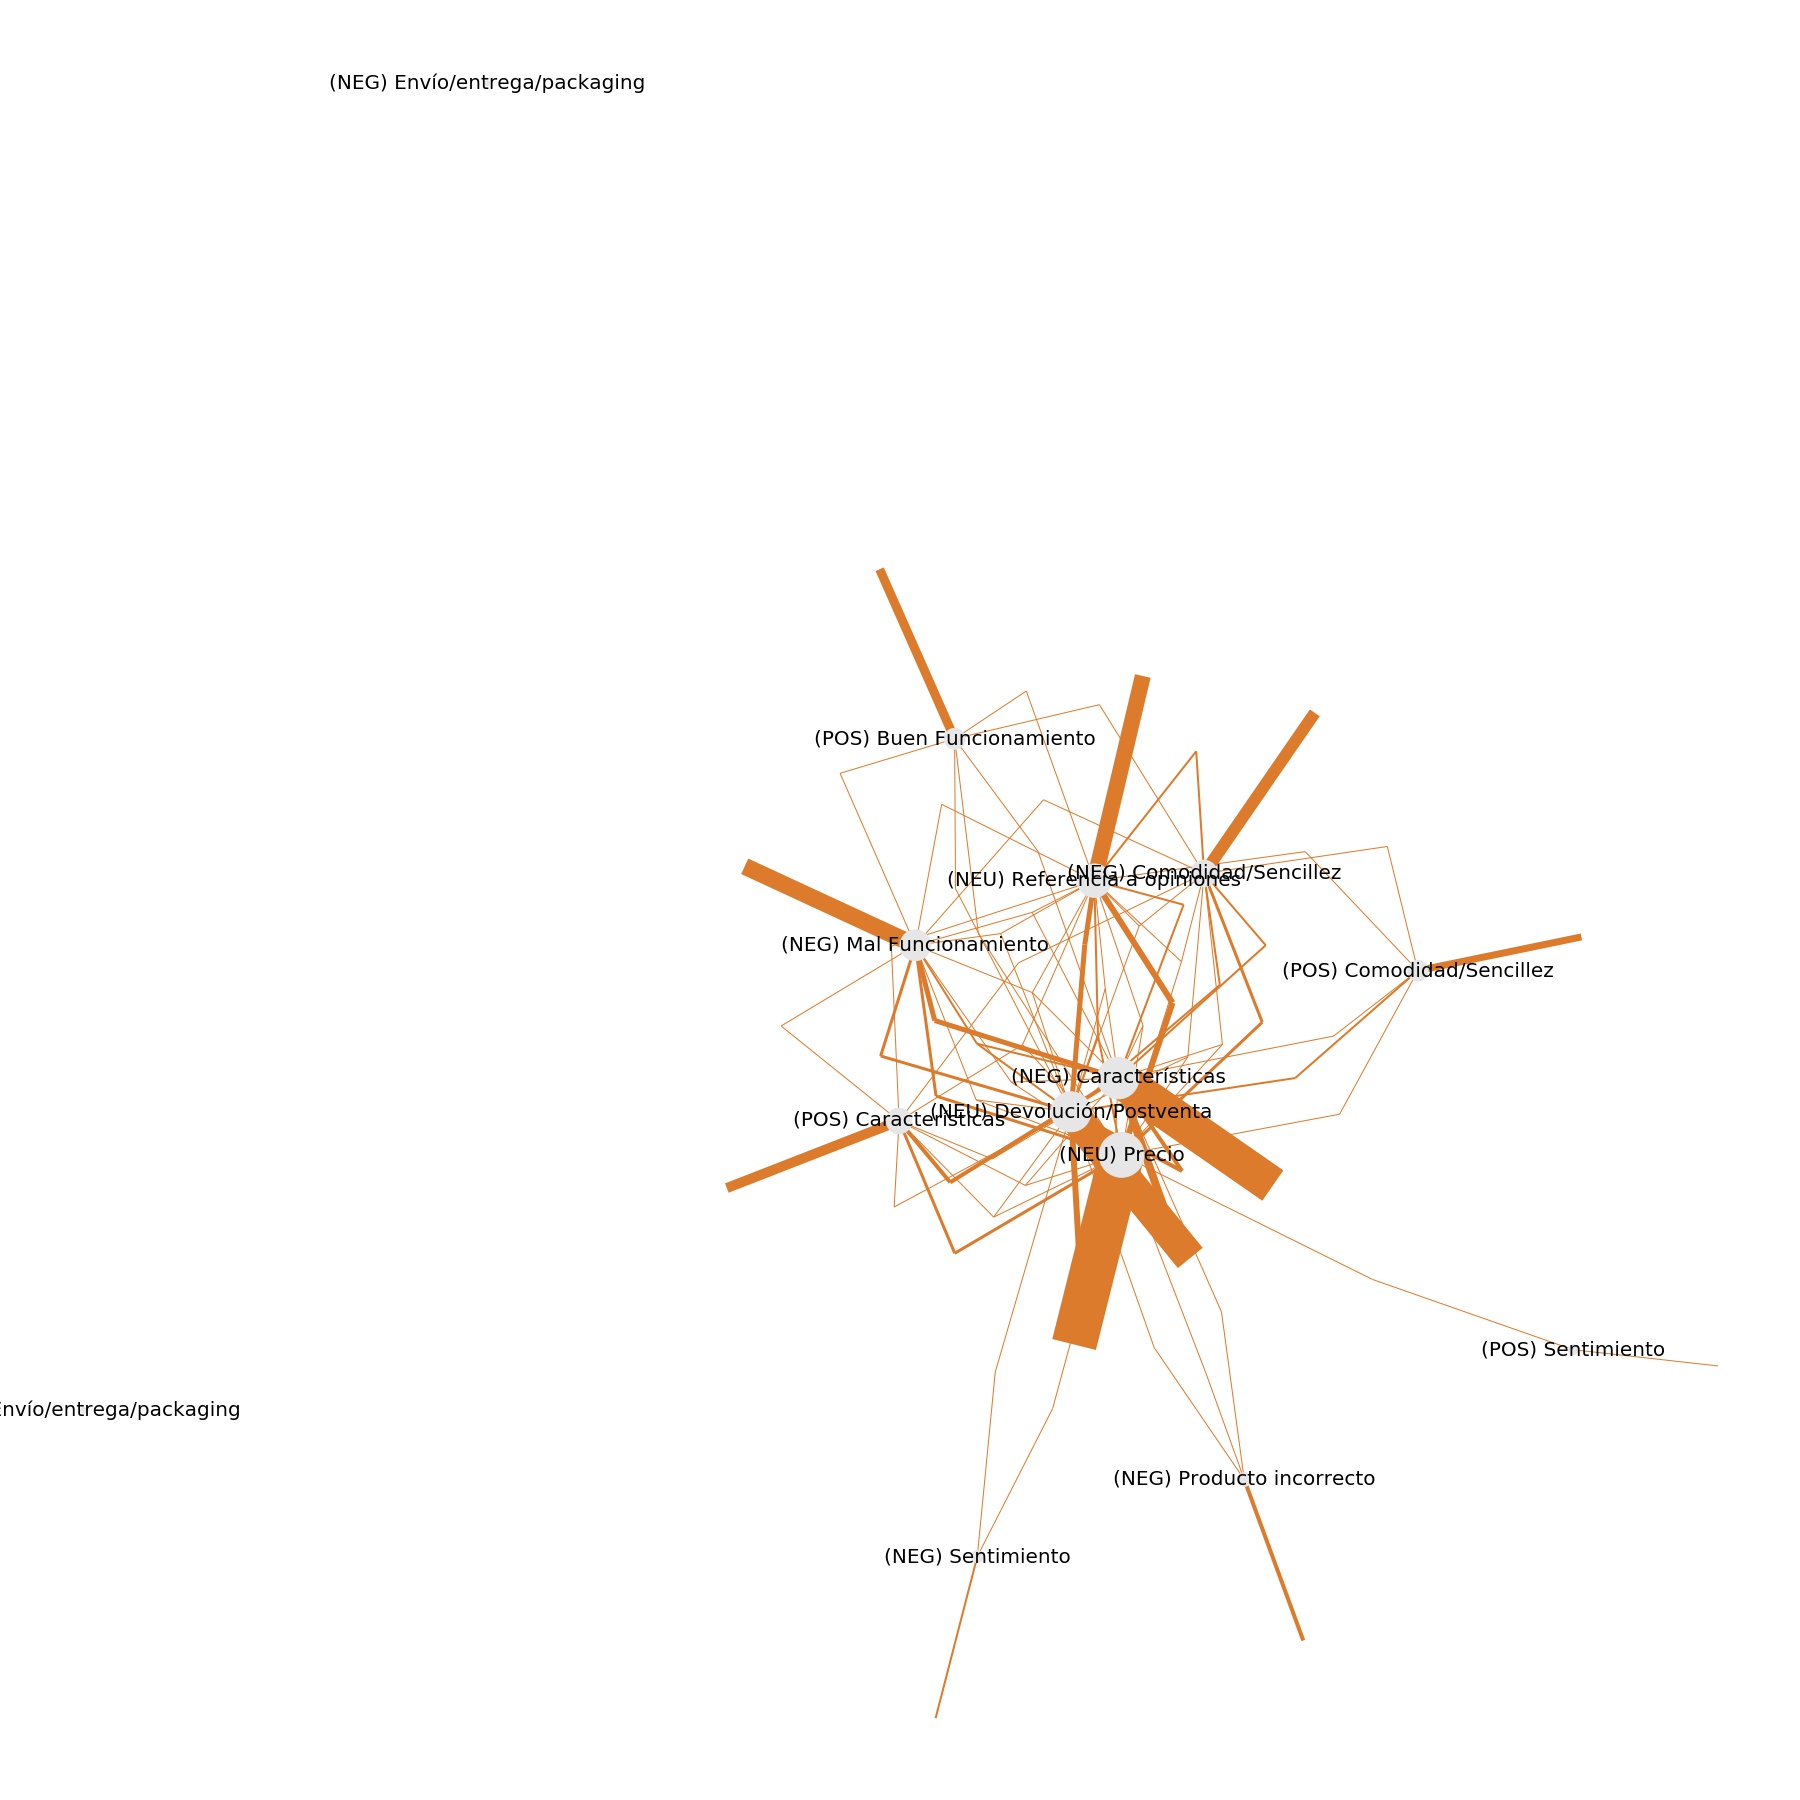 (NEG) Envío/entrega/packaging
(POS) Buen Funcionamiento
(NEG) Comodidad/Sencillez
(NEU) Referencia a opiniones
(NEG) Mal Funcionamiento
(POS) Comodidad/Sencillez
(NEG) Características
(NEU) Devolución/Postventa
(POS) Características
(NEU) Precio
(POS) Sentimiento
Envío/entrega/packaging
(NEG) Producto incorrecto
(NEG) Sentimiento